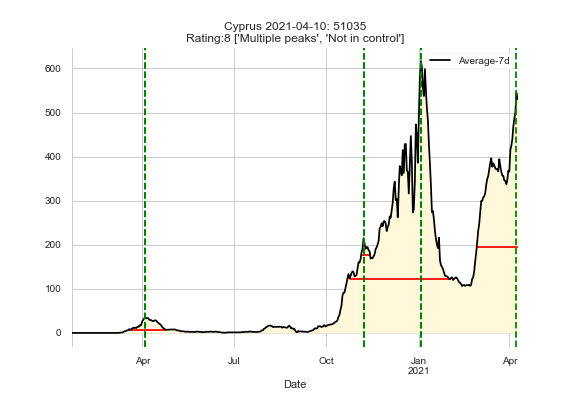 Cyprus 2021-04-10: 51035
Rating:8 ['Multiple peaks', 'Not in control']
Average-7d
600
500
400
300
200
100
0
Apr
Jul
Oct
Jan
2021
Apr
Date